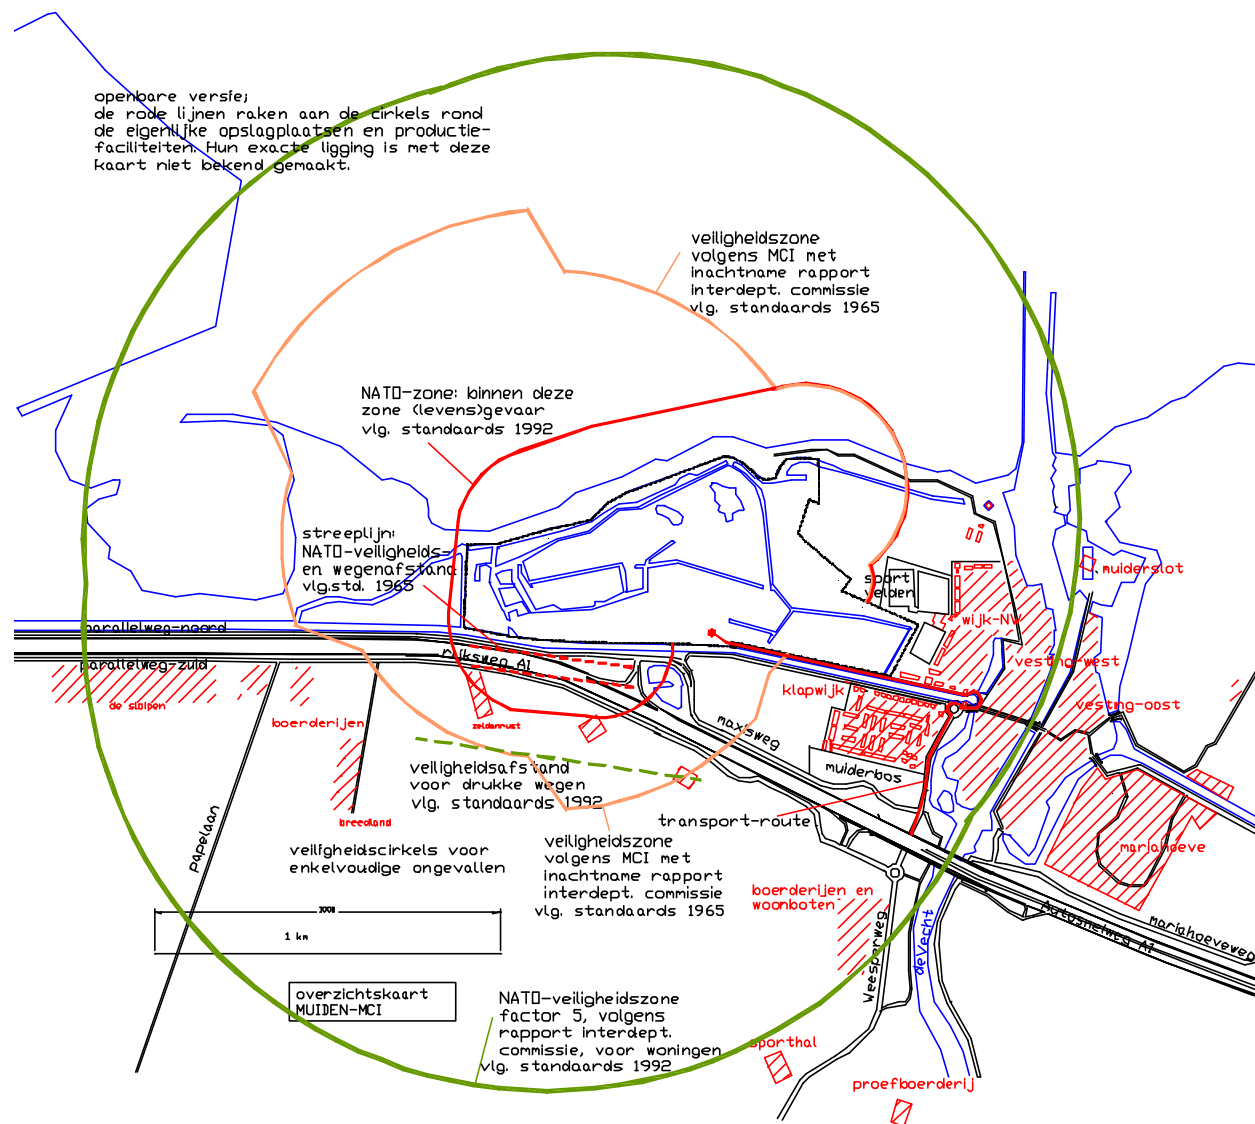 openbare versie;
de rode lijnen raken aan de cirkels rond
de eigenlijke opslagplaatsen en productie-
faciliteiten. Hun exacte ligging is met deze
kaart niet bekend gemaakt.
veiligheidszone
volgens MCI met
inachtname rapport
interdept. commissie
vlg. standaards 1965
NATO-zone: binnen deze
zone (levens)gevaar
vlg. standaards 1992
streeplijn:
NATO-veiligheids-
en wegenafstand
vlg.std. 1965
sport
velden
muiderslot
wijk-NV
parallelweg-noord
parallelweg-zuid
rijksweg A1
vesting-west
klapwijk
vesting-oost
de slolpen
boerderijen
zeldenrust
maxisweg
muiderbos
veiligheidsafstand
voor drukke wegen
vlg. standaards 1992
breedland
transport-route
papelaan
veilfgheidscirkels voor
enkelvoudige ongevallen
veiligheidszone
volgens MCI met
inachtname rapport
interdept. commissie
vlg. standaards 1965
mariahoeve
boerderijen en
woonboten
1000
1 km
Weesperweg
de Vecht
Autosnelweg A1
mariahoeveweg
overzichtskaart
MUIDEN-MCI
NATO-veiligheidszone
factor 5, volgens
rapport interdept.
commissie, voor woningen
vlg. standaards 1992
sporthal
proefboerderij